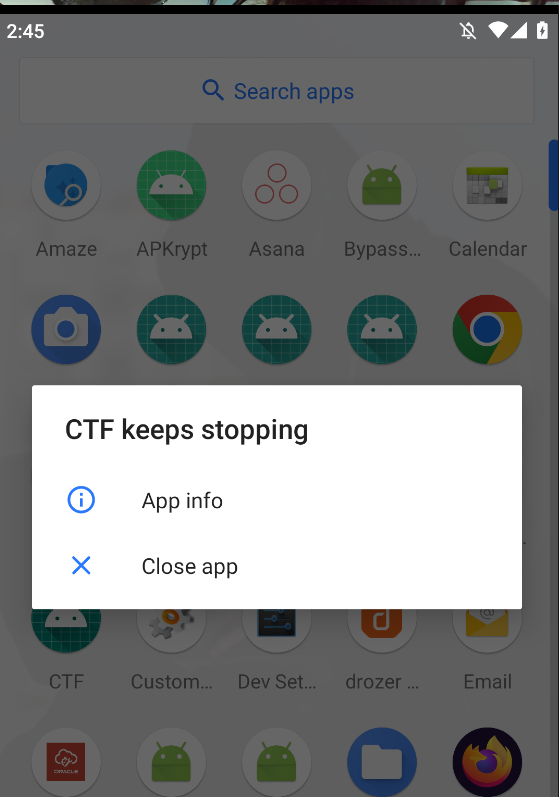 2:45
Search apps
Amaze
APKrypt
Asana
Bypass...
Calendar
CTF keeps stopping
App info
Close app
CTF
Custom...
Dev Set...
drozer ...
Email
ORACLE